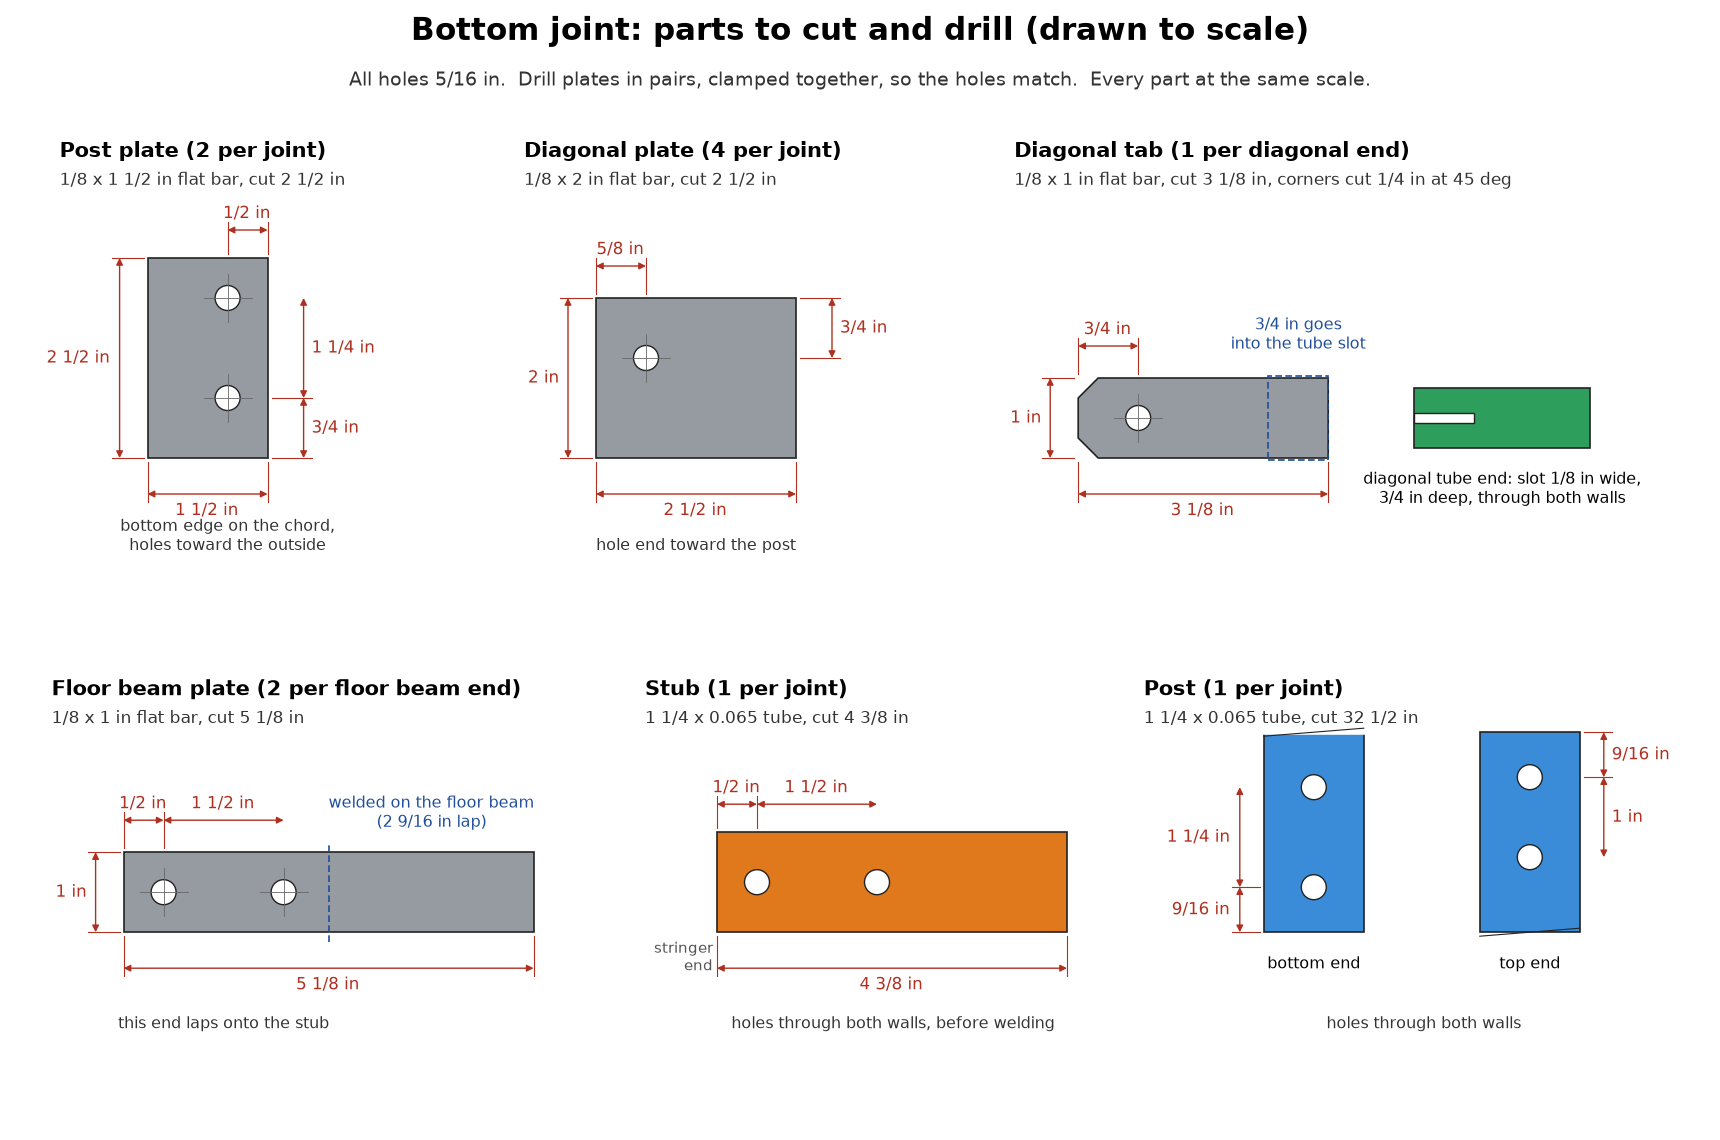 Bottom joint: parts to cut and drill (drawn to scale)
All holes 5/16 in.  Drill plates in pairs, clamped together, so the holes match.  Every part at the same scale.
Post plate (2 per joint)
1/8 x 1 1/2 in flat bar, cut 2 1/2 in
1/2 in
2 1/2 in
1 1/4 in
3/4 in
1 1/2 in
bottom edge on the chord,
holes toward the outside
Diagonal plate (4 per joint)
1/8 x 2 in flat bar, cut 2 1/2 in
5/8 in
3/4 in
2 in
2 1/2 in
hole end toward the post
Diagonal tab (1 per diagonal end)
1/8 x 1 in flat bar, cut 3 1/8 in, corners cut 1/4 in at 45 deg
3/4 in
3/4 in goes
into the tube slot
1 in
3 1/8 in
diagonal tube end: slot 1/8 in wide,
3/4 in deep, through both walls
Floor beam plate (2 per floor beam end)
1/8 x 1 in flat bar, cut 5 1/8 in
1/2 in
1 1/2 in
welded on the floor beam
(2 9/16 in lap)
1 in
5 1/8 in
this end laps onto the stub
Stub (1 per joint)
1 1/4 x 0.065 tube, cut 4 3/8 in
1/2 in
1 1/2 in
stringer
end
4 3/8 in
holes through both walls, before welding
Post (1 per joint)
1 1/4 x 0.065 tube, cut 32 1/2 in
1 1/4 in
9/16 in
bottom end
9/16 in
1 in
top end
holes through both walls